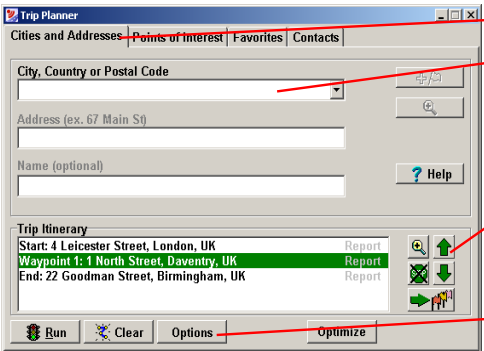 Trip Planner
Cities and Addresses Points of Interest Favorites Contacts
City, Country or Postal Code
Address (ex. 67 Main St)
Name (optional)
? Help
Trip Itinerary
Start: 4 Leicester Street, London, UK Report
Waypoint 1: 1 North Street, Daventry, UK Report
End: 22 Goodman Street, Birmingham, UK Report
Run Clear Options Optimize